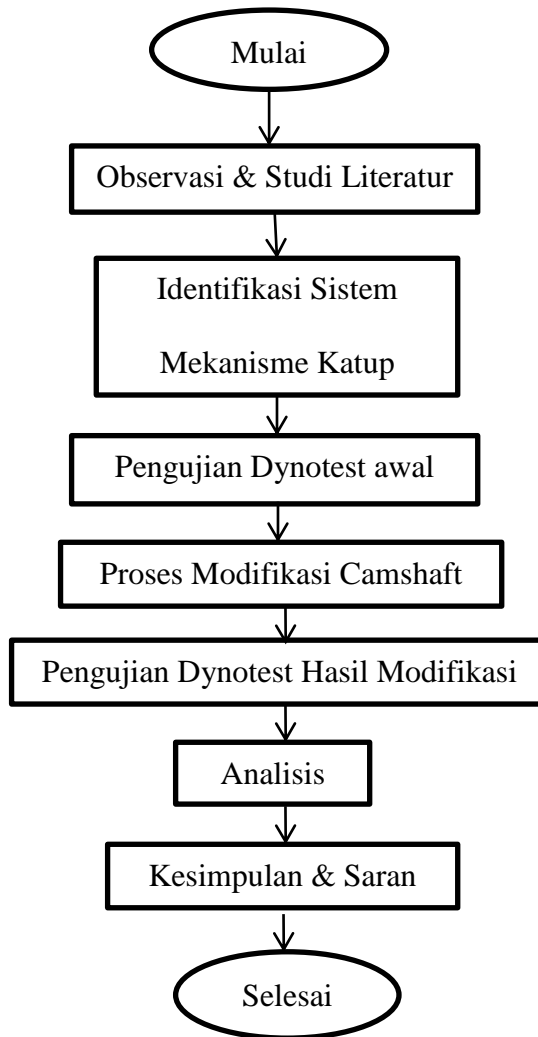 Mulai
Observasi & Studi Literatur
Identifikasi Sistem
Mekanisme Katup
Pengujian Dynotest awal
Proses Modifikasi Camshaft
Pengujian Dynotest Hasil Modifikasi
Analisis
Kesimpulan & Saran
Selesai